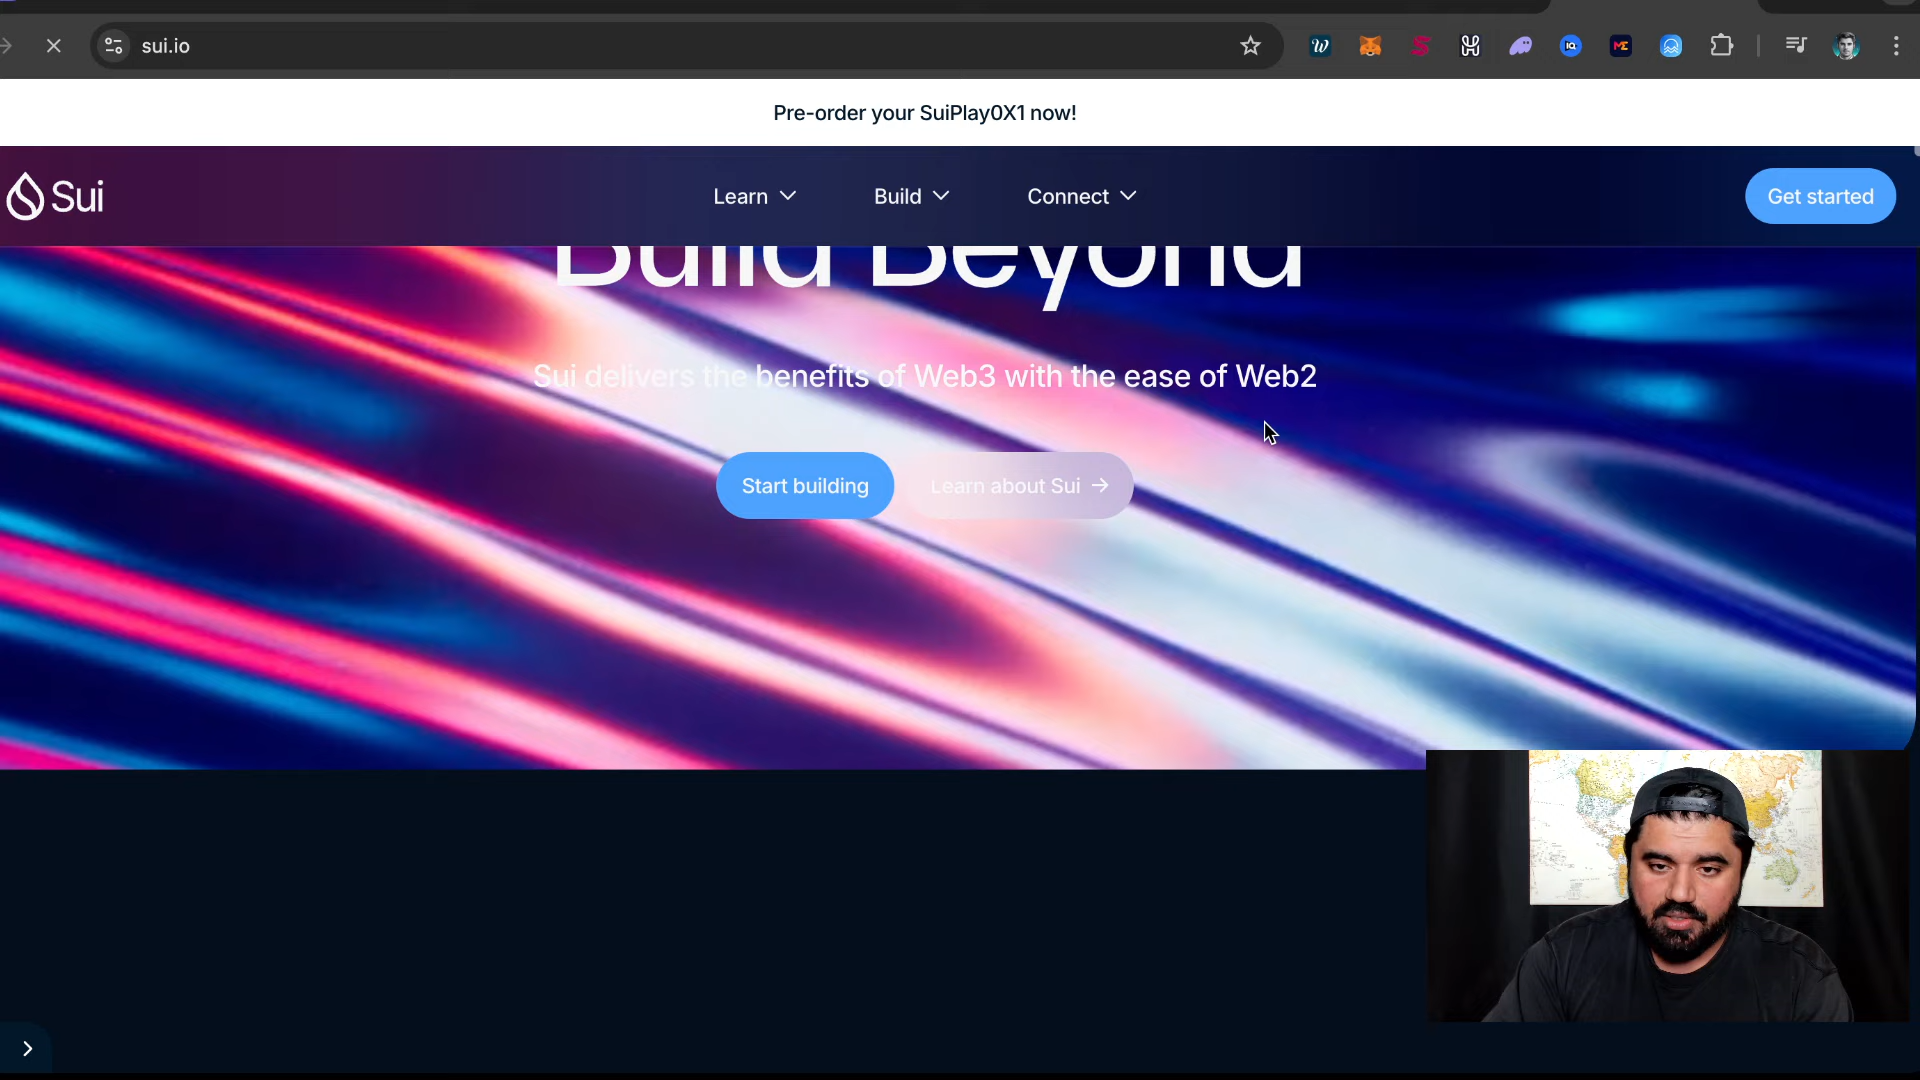 sui.io
Pre-order your SuiPlay0X1 now!
Sui
Learn
Build
Connect
Get started
Build Beyond
Sui delivers the benefits of Web3 with the ease of Web2
Start building
Learn about Sui →